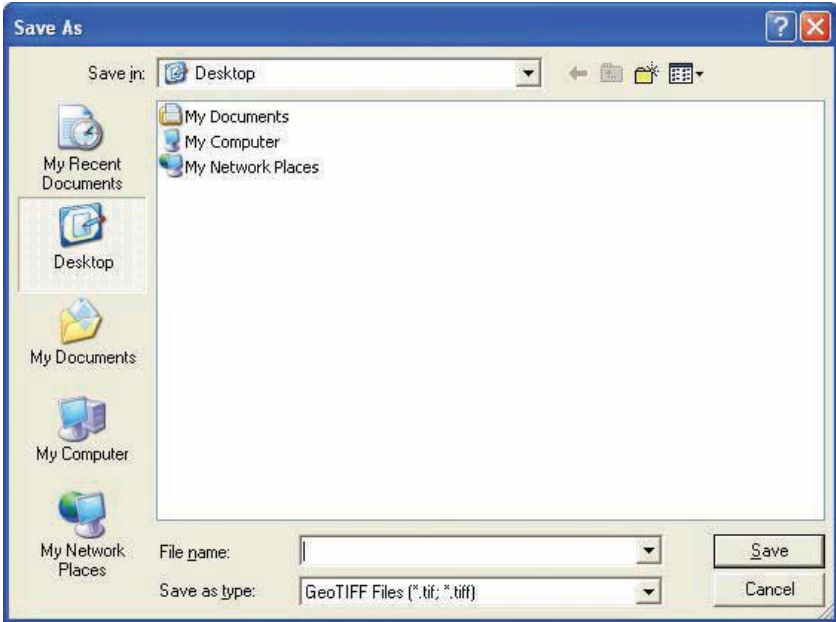 Save As
Save in: Desktop
My Recent
Documents
Desktop
My Documents
My Computer
My Network
Places
My Documents
My Computer
My Network Places
File name:
Save
Save as type: GeoTIFF Files (*.tif; *.tiff)
Cancel